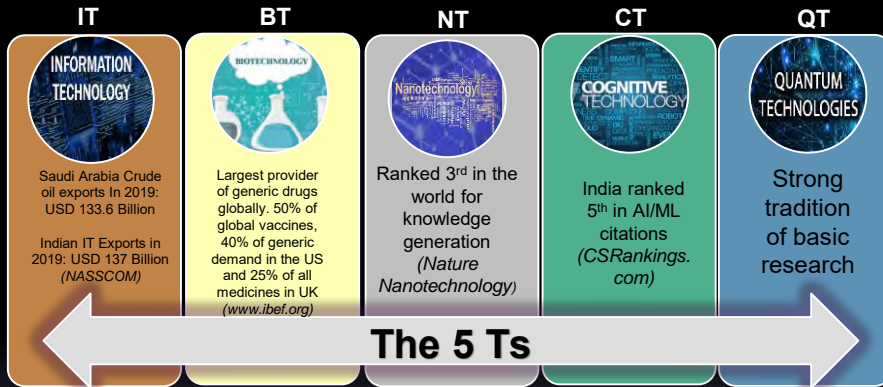 IT
INFORMATION
TECHNOLOGY
Saudi Arabia Crude
oil exports In 2019:
USD 133.6 Billion
Indian IT Exports in
2019: USD 137 Billion
(NASSCOM)
BT
BIOTECHNOLOGY
Largest provider
of generic drugs
globally. 50% of
global vaccines,
40% of generic
demand in the US
and 25% of all
medicines in UK
(www.ibef.org)
NT
Nanotechnology
Ranked 3rd in the
world for
knowledge
generation
(Nature
Nanotechnology)
CT
SMART
COGNITIVE
TECHNOLOGY
India ranked
5th in AI/ML
citations
(CSRankings.
com)
QT
QUANTUM
TECHNOLOGIES
Strong
tradition
of basic
research
The 5 Ts